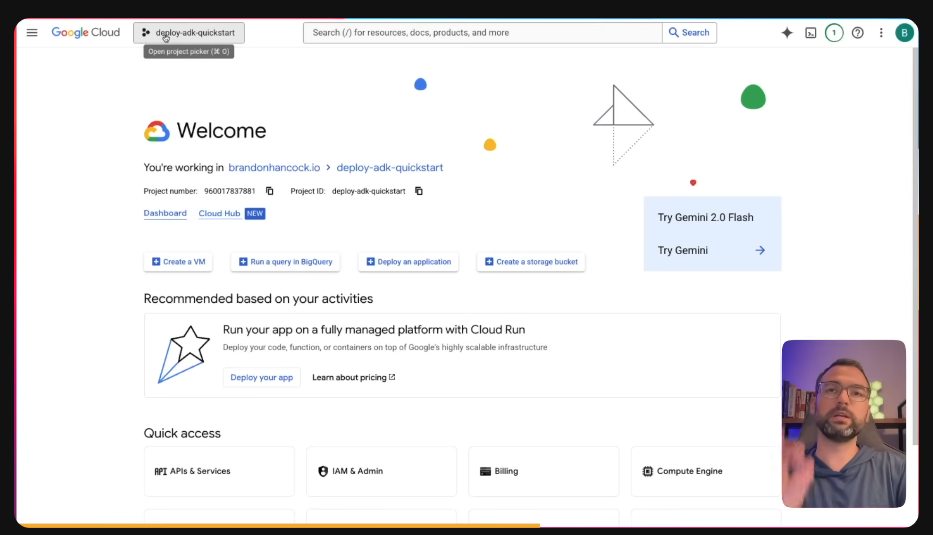 Google Cloud
deploy-adk-quickstart
Search (/) for resources, docs, products, and more
Search
1
B
Open project picker (⌘ O)
Welcome
You're working in brandonhancock.io > deploy-adk-quickstart
Project number: 960017837881 Project ID: deploy-adk-quickstart
Dashboard Cloud Hub NEW
Try Gemini 2.0 Flash
Try Gemini
Create a VM Run a query in BigQuery Deploy an application Create a storage bucket
Recommended based on your activities
Run your app on a fully managed platform with Cloud Run
Deploy your code, function, or containers on top of Google's highly scalable infrastructure
Deploy your app Learn about pricing
Quick access
API APIs & Services IAM & Admin Billing Compute Engine